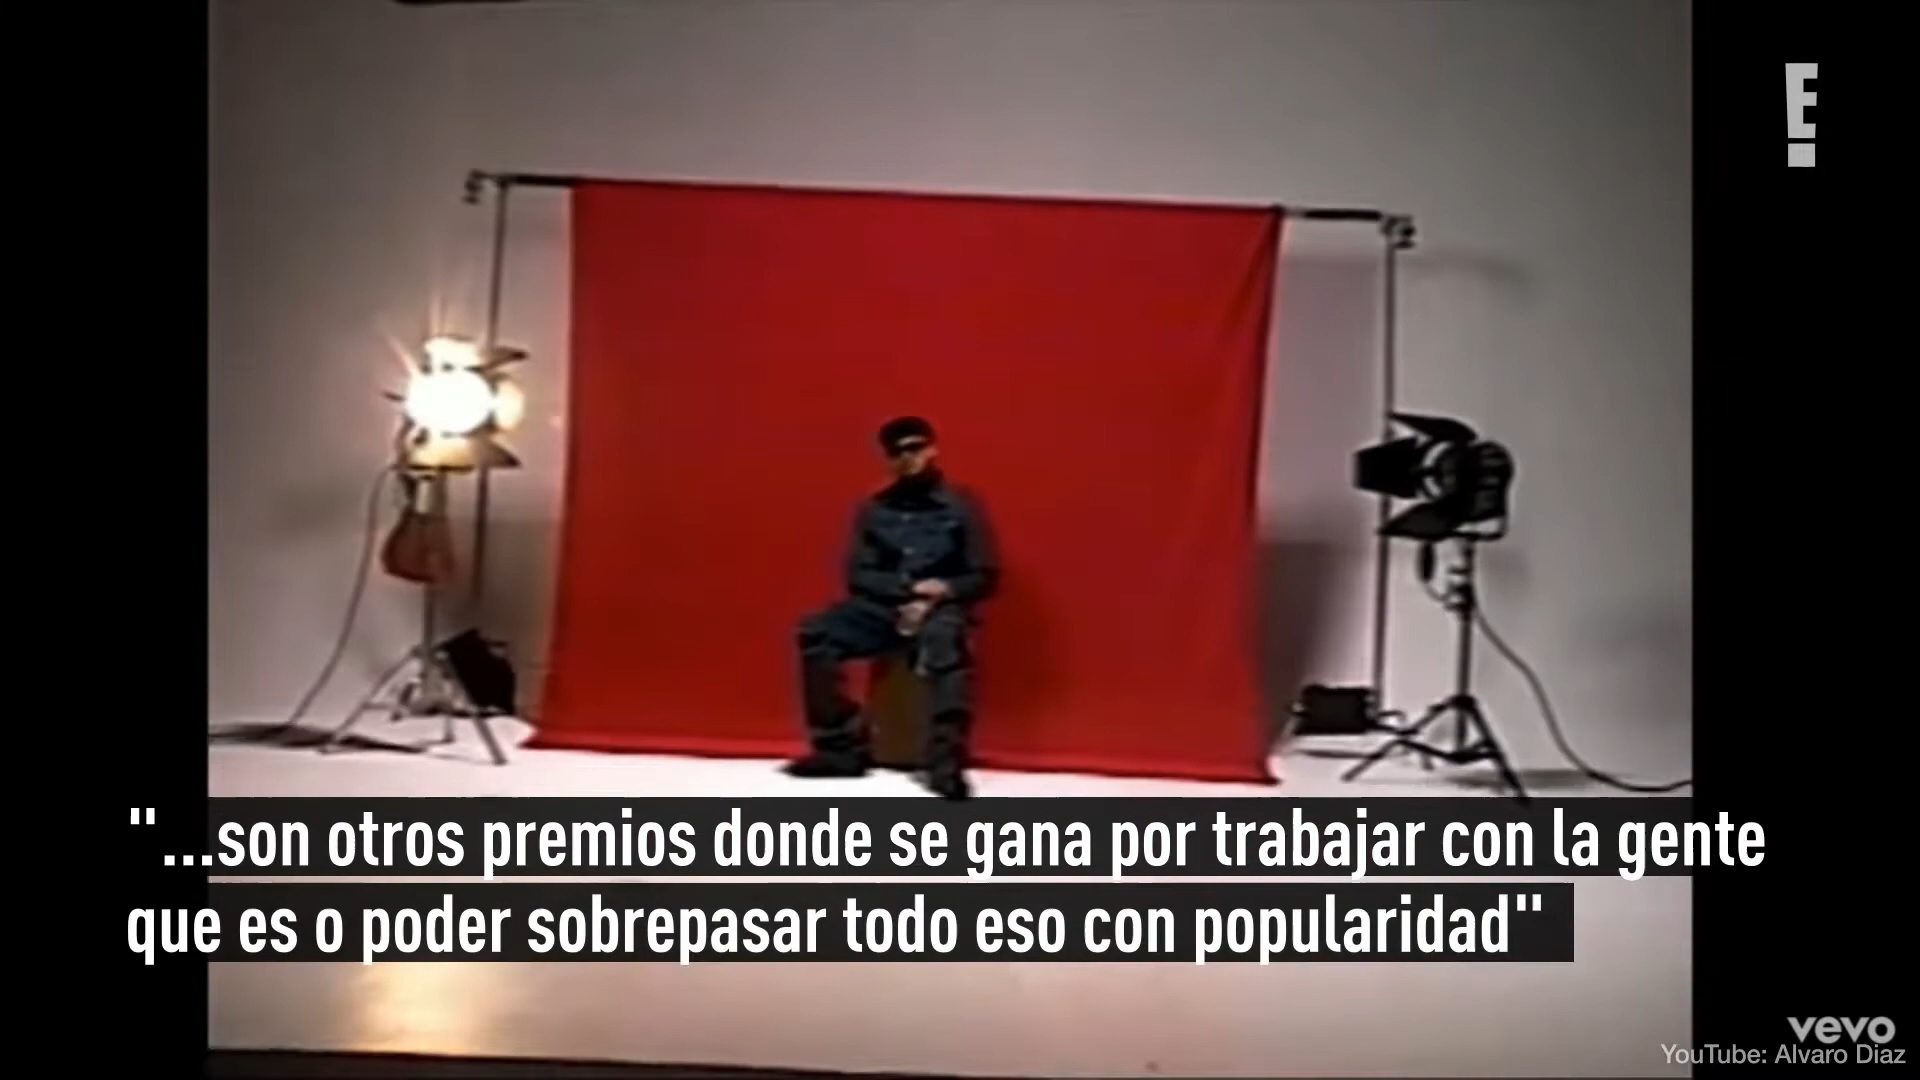 E!
"...son otros premios donde se gana por trabajar con la gente
que es o poder sobrepasar todo eso con popularidad"
vevo
YouTube: Alvaro Diaz